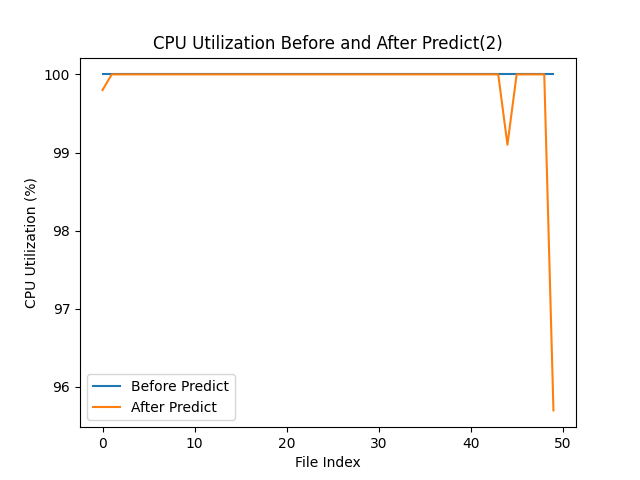 CPU Utilization Before and After Predict(2)
100
99
98
97
96
CPU Utilization (%)
Before Predict
After Predict
0 10 20 30 40 50
File Index